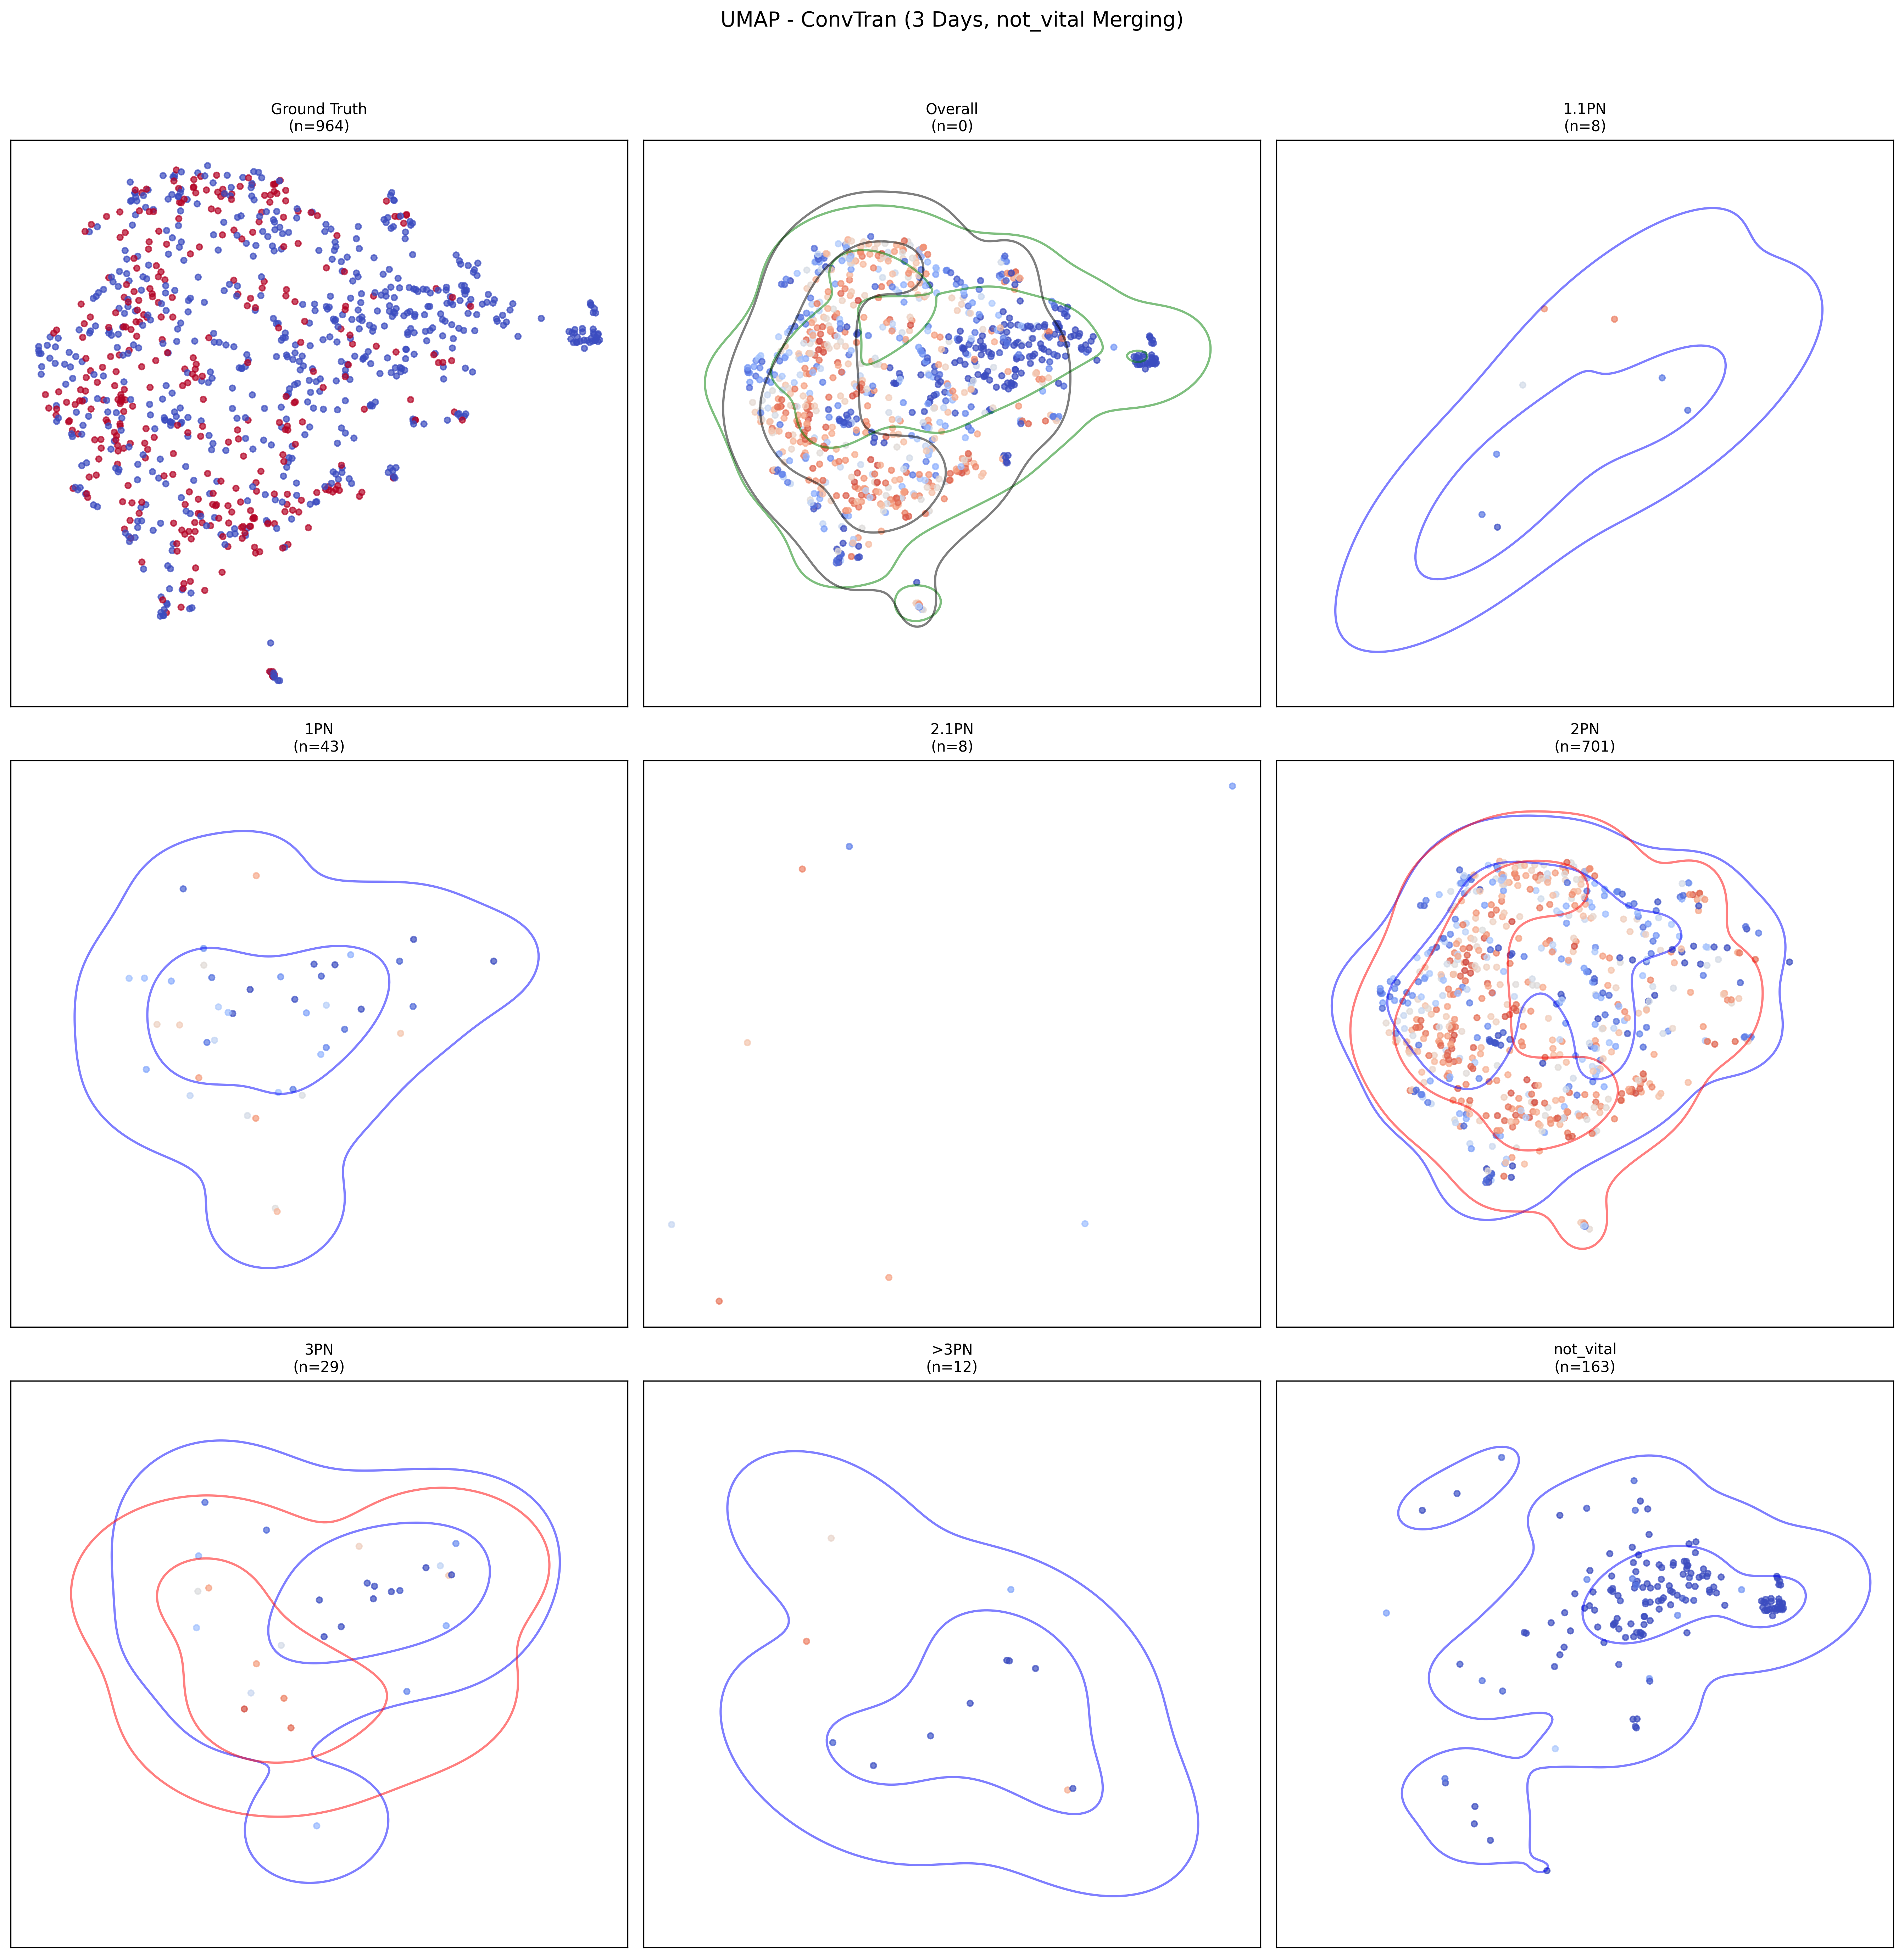 UMAP - ConvTran (3 Days, not_vital Merging)
Ground Truth
(n=964)
Overall
(n=0)
1.1PN
(n=8)
1PN
(n=43)
2.1PN
(n=8)
2PN
(n=701)
3PN
(n=29)
>3PN
(n=12)
not_vital
(n=163)